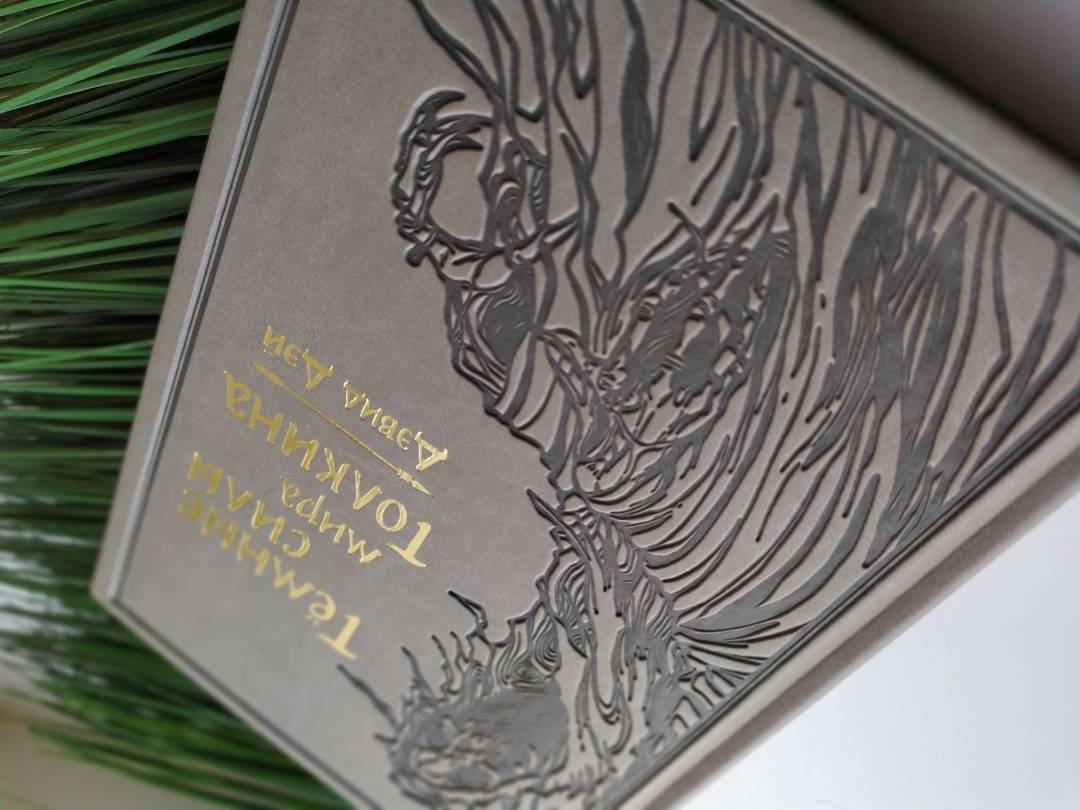 Тёмные
силы
мира
Толкина
Дэвид Дэй